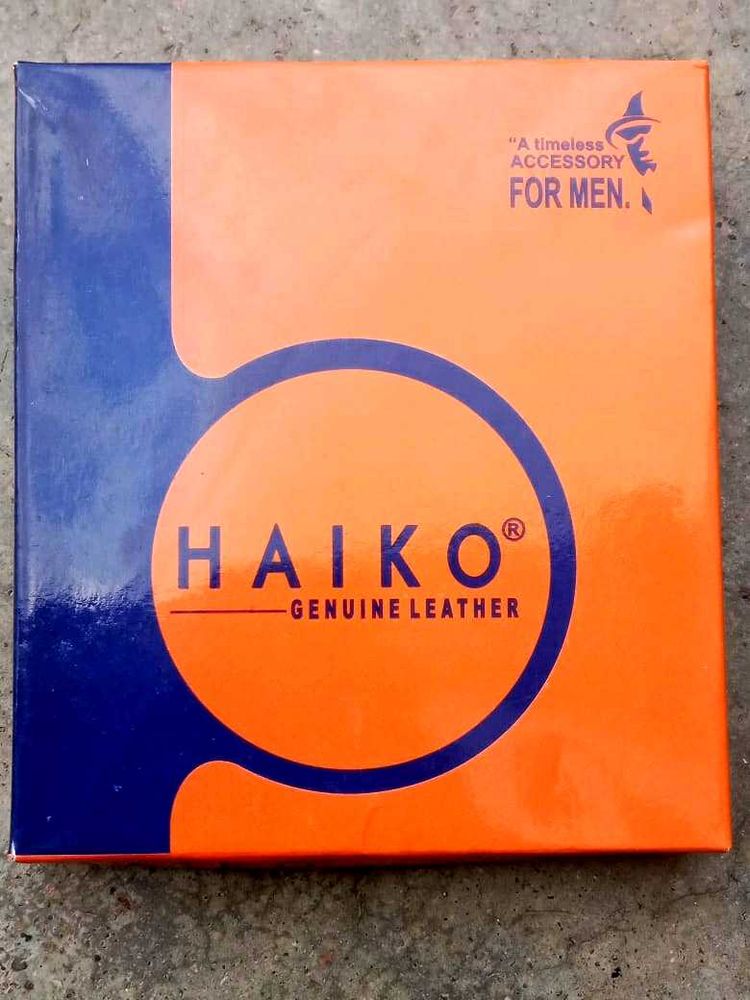 “A timeless
ACCESSORY
FOR MEN.
HAIKO®
GENUINE LEATHER